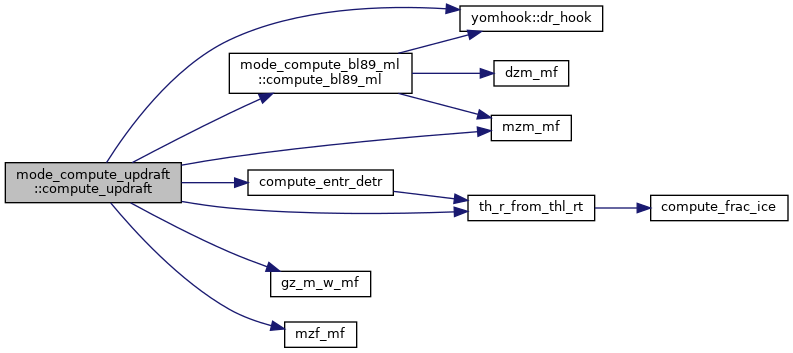 yomhook::dr_hook
mode_compute_bl89_ml
::compute_bl89_ml
dzm_mf
mzm_mf
mode_compute_updraft
::compute_updraft
compute_entr_detr
th_r_from_thl_rt
compute_frac_ice
gz_m_w_mf
mzf_mf